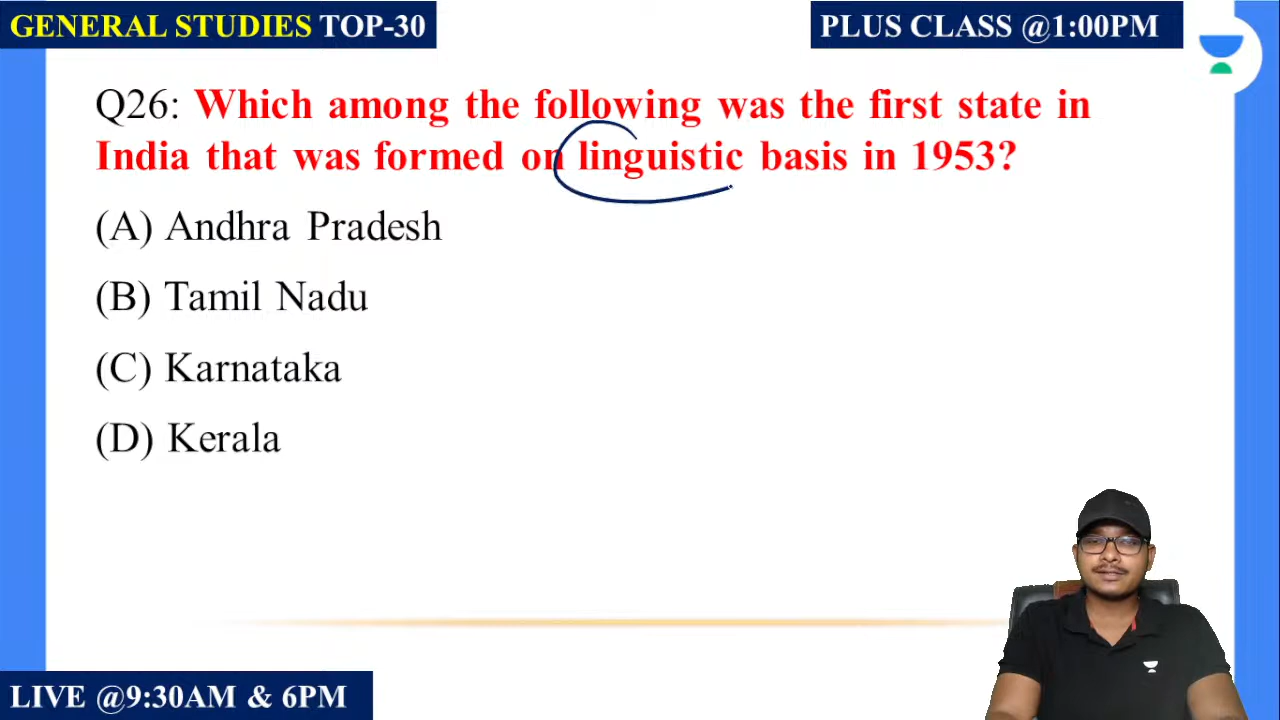 GENERAL STUDIES TOP-30
PLUS CLASS @1:00PM
Q26: Which among the following was the first state in
India that was formed on linguistic basis in 1953?
(A) Andhra Pradesh
(B) Tamil Nadu
(C) Karnataka
(D) Kerala
LIVE @9:30AM & 6PM